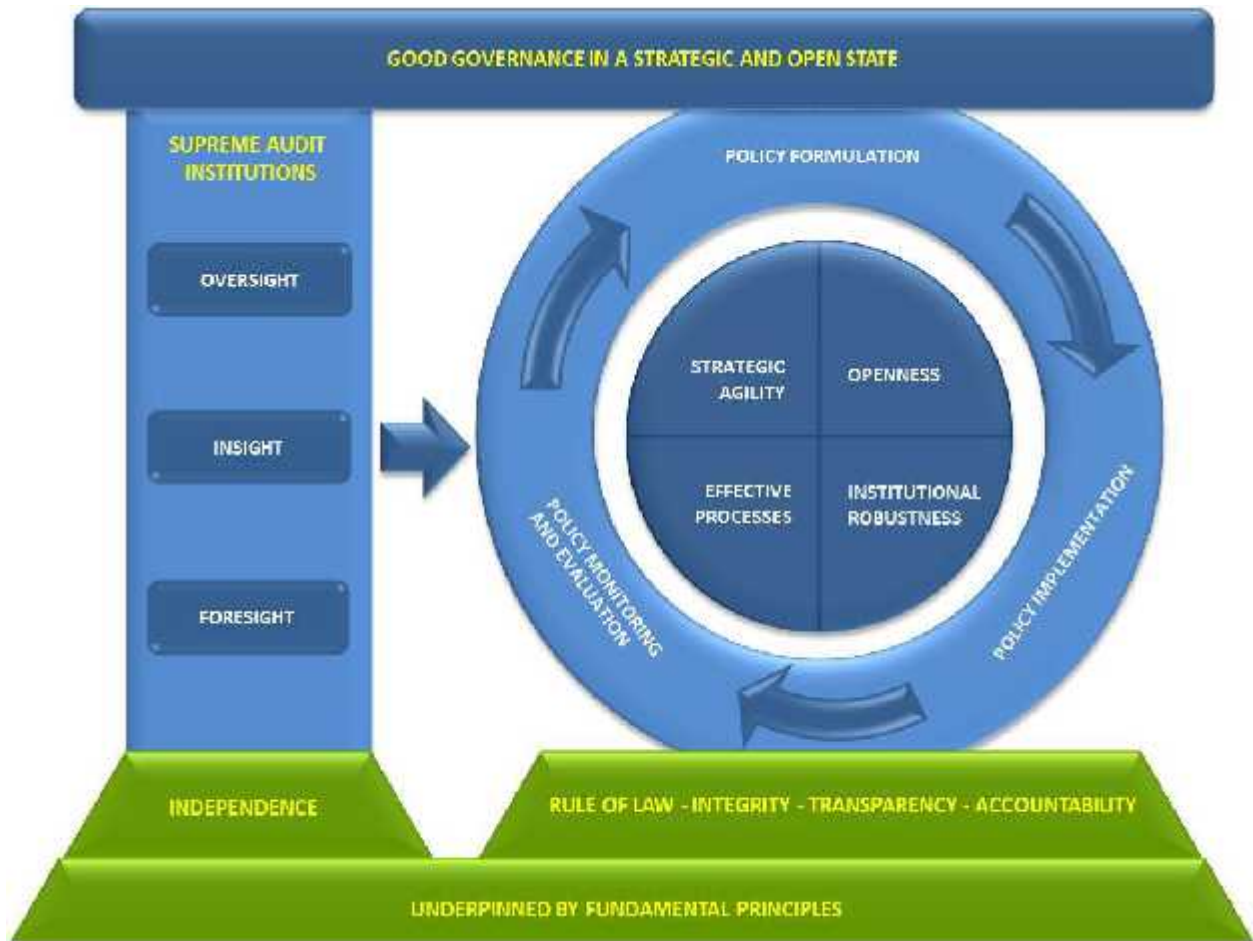 GOOD GOVERNANCE IN A STRATEGIC AND OPEN STATE
SUPREME AUDIT
INSTITUTIONS
OVERSIGHT
INSIGHT
FORESIGHT
POLICY FORMULATION
STRATEGIC
AGILITY
OPENNESS
EFFECTIVE
PROCESSES
INSTITUTIONAL
ROBUSTNESS
POLICY IMPLEMENTATION
POLICY MONITORING
AND EVALUATION
INDEPENDENCE
RULE OF LAW - INTEGRITY - TRANSPARENCY - ACCOUNTABILITY
UNDERPINNED BY FUNDAMENTAL PRINCIPLES